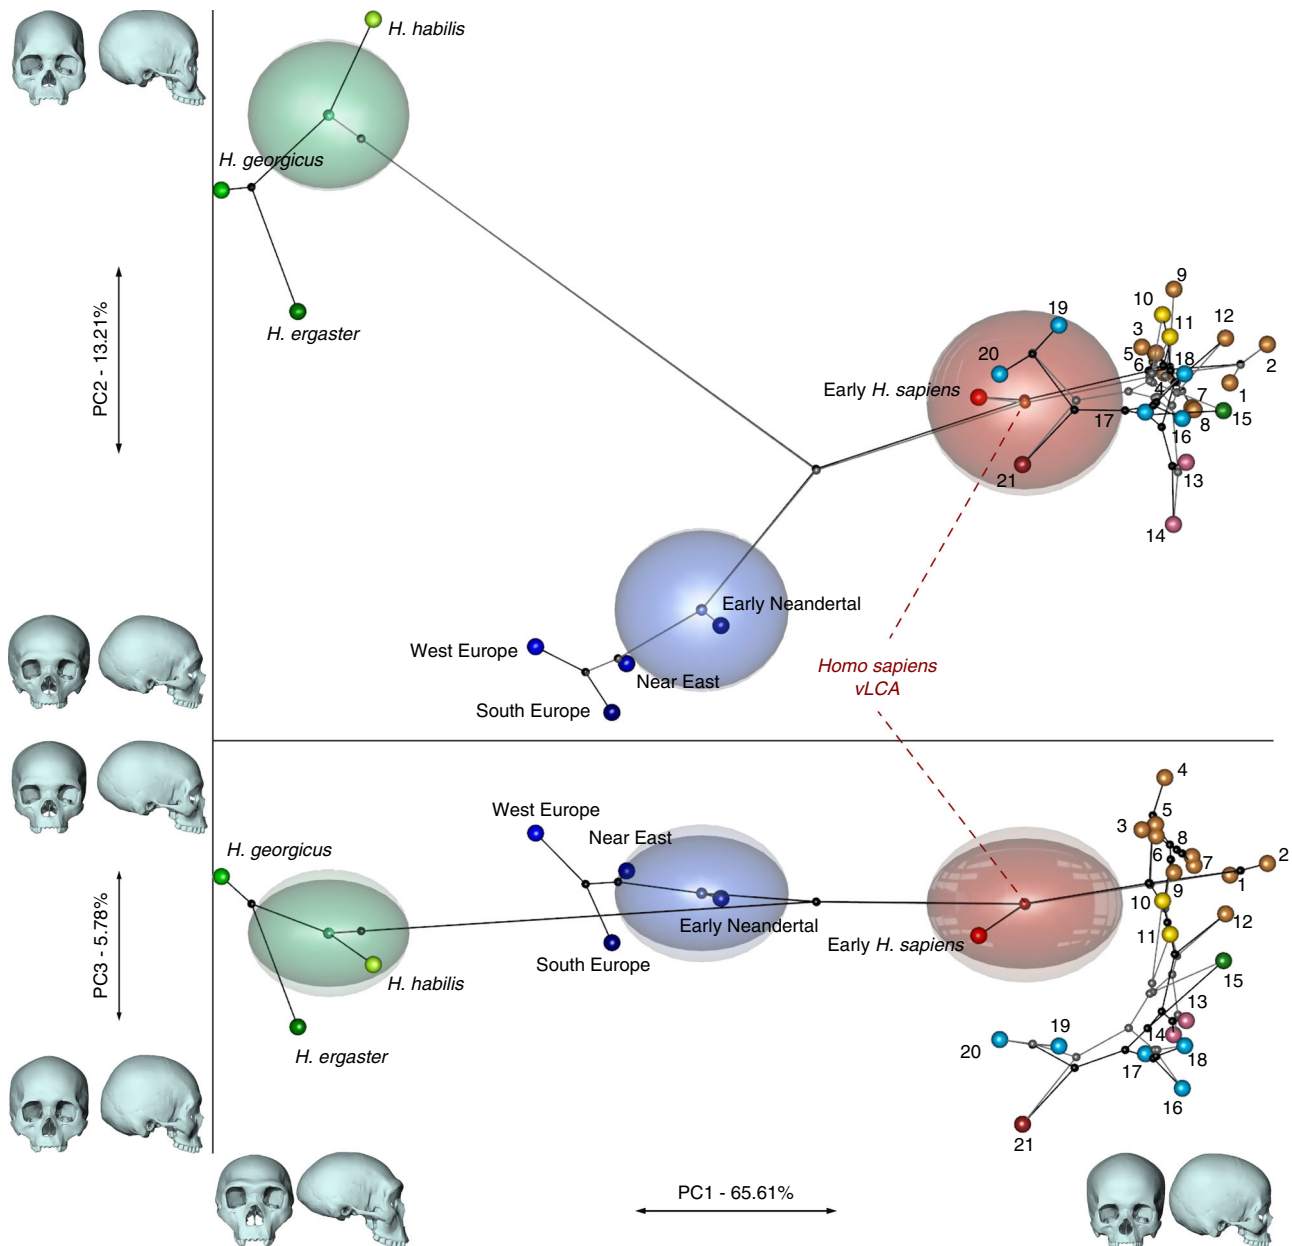 H. habilis
H. georgicus
H. ergaster
PC2 - 13.21%
9
10
19
11
12
3
5
18
2
20
6
Early H. sapiens
4
7
1
17
8
15
16
21
13
14
Early Neandertal
West Europe
Near East
Homo sapiens
vLCA
South Europe
4
West Europe
5
3
Near East
8
2
H. georgicus
6
7
1
9
10
12
PC3 - 5.78%
Early Neandertal
11
Early H. sapiens
South Europe
H. habilis
15
13
H. ergaster
20
19
14
17
18
16
21
PC1 - 65.61%